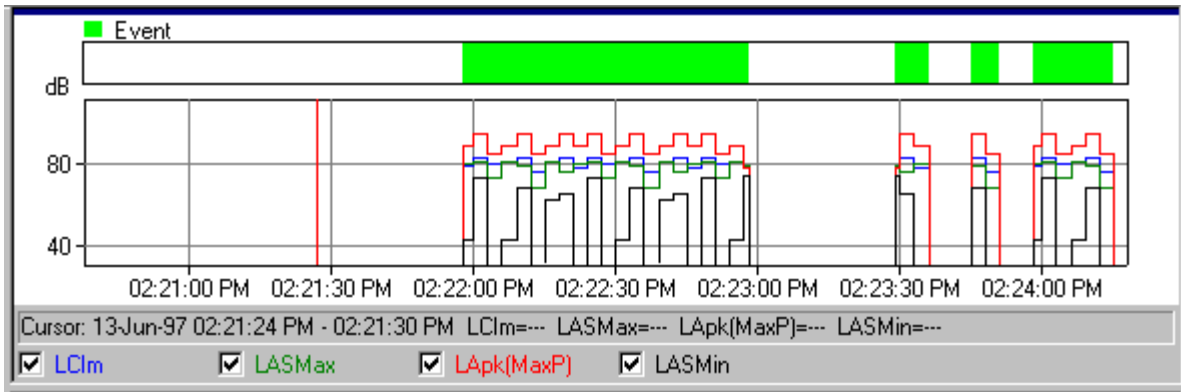 Event
dB
80
40
02:21:00 PM 02:21:30 PM 02:22:00 PM 02:22:30 PM 02:23:00 PM 02:23:30 PM 02:24:00 PM
Cursor: 13-Jun-97 02:21:24 PM - 02:21:30 PM LCIm=--- LASMax=--- LApk(MaxP)=--- LASMin=---
LCIm LASMax LApk(MaxP) LASMin